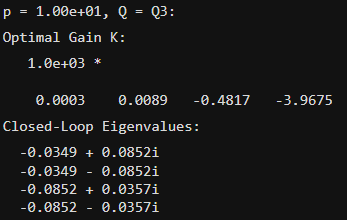 p = 1.00e+01, Q = Q3:
Optimal Gain K:
1.0e+03 *
0.0003 0.0089 -0.4817 -3.9675
Closed-Loop Eigenvalues:
-0.0349 + 0.0852i
-0.0349 - 0.0852i
-0.0852 + 0.0357i
-0.0852 - 0.0357i